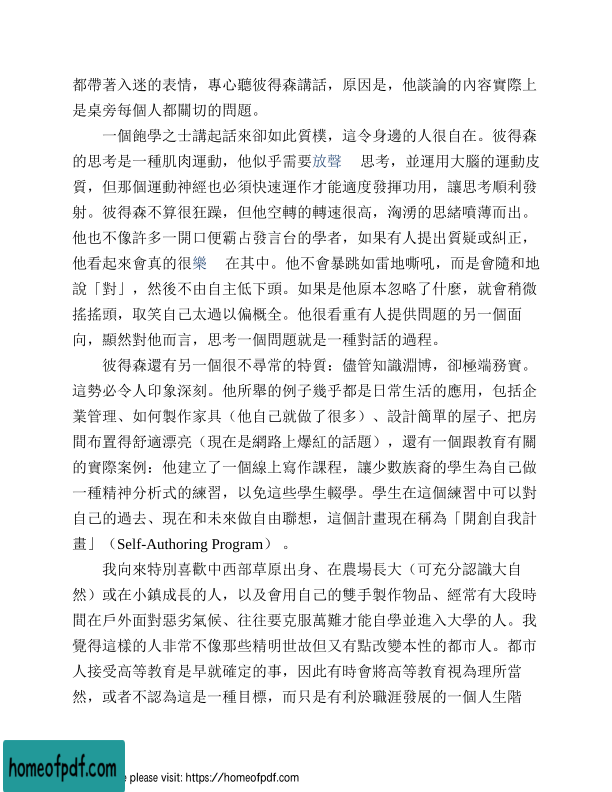 都帶著入迷的表情，專心聽彼得森講話，原因是，他談論的內容實際上
是桌旁每個人都關切的問題。
一個飽學之士講起話來卻如此質樸，這令身邊的人很自在。彼得森
的思考是一種肌肉運動，他似乎需要放聲 思考，並運用大腦的運動皮
質，但那個運動神經也必須快速運作才能適度發揮功用，讓思考順利發
射。彼得森不算很狂躁，但他空轉的轉速很高，洶湧的思緒噴薄而出。
他也不像許多一開口便霸占發言台的學者，如果有人提出質疑或糾正，
他看起來會真的很樂 在其中。他不會暴跳如雷地嘶吼，而是會隨和地
說「對」，然後不由自主低下頭。如果是他原本忽略了什麼，就會稍微
搖搖頭，取笑自己太過以偏概全。他很看重有人提供問題的另一個面
向，顯然對他而言，思考一個問題就是一種對話的過程。
彼得森還有另一個很不尋常的特質：儘管知識淵博，卻極端務實。
這勢必令人印象深刻。他所舉的例子幾乎都是日常生活的應用，包括企
業管理、如何製作家具（他自己就做了很多）、設計簡單的屋子、把房
間布置得舒適漂亮（現在是網路上爆紅的話題），還有一個跟教育有關
的實際案例：他建立了一個線上寫作課程，讓少數族裔的學生為自己做
一種精神分析式的練習，以免這些學生輟學。學生在這個練習中可以對
自己的過去、現在和未來做自由聯想，這個計畫現在稱為「開創自我計
畫」（Self-Authoring Program）。
我向來特別喜歡中西部草原出身、在農場長大（可充分認識大自
然）或在小鎮成長的人，以及會用自己的雙手製作物品、經常有大段時
間在戶外面對惡劣氣候、往往要克服萬難才能自學並進入大學的人。我
覺得這樣的人非常不像那些精明世故但又有點改變本性的都市人。都市
人接受高等教育是早就確定的事，因此有時會將高等教育視為理所當
然，或者不認為這是一種目標，而只是有利於職涯發展的一個人生階
homeofpdf.com
e please visit: https://homeofpdf.com